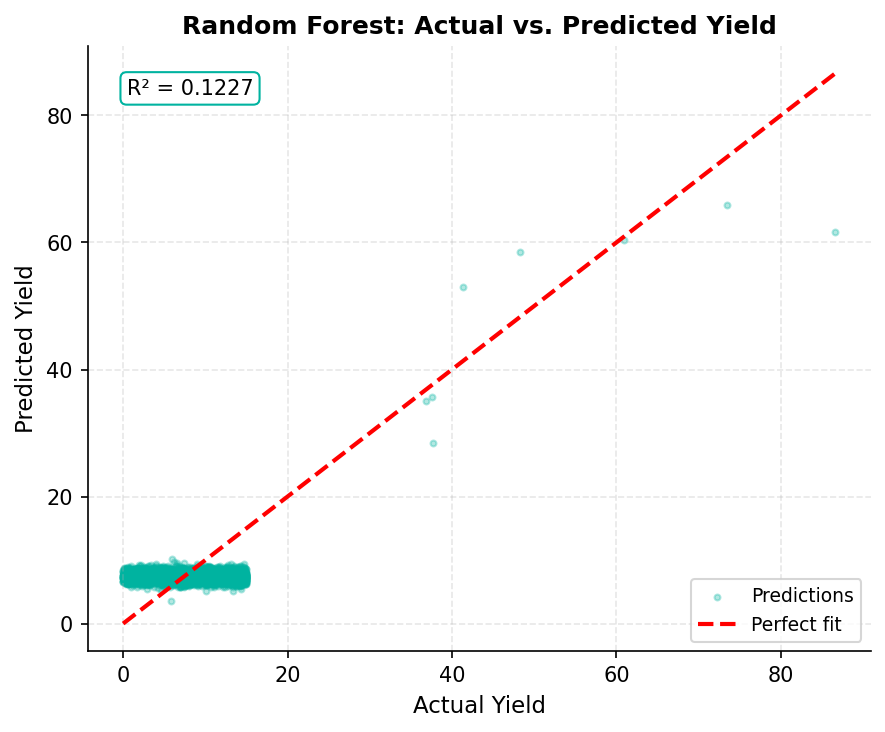 Random Forest: Actual vs. Predicted Yield
R² = 0.1227
80
60
40
20
0
Predicted Yield
0 20 40 60 80
Actual Yield
Predictions
Perfect fit